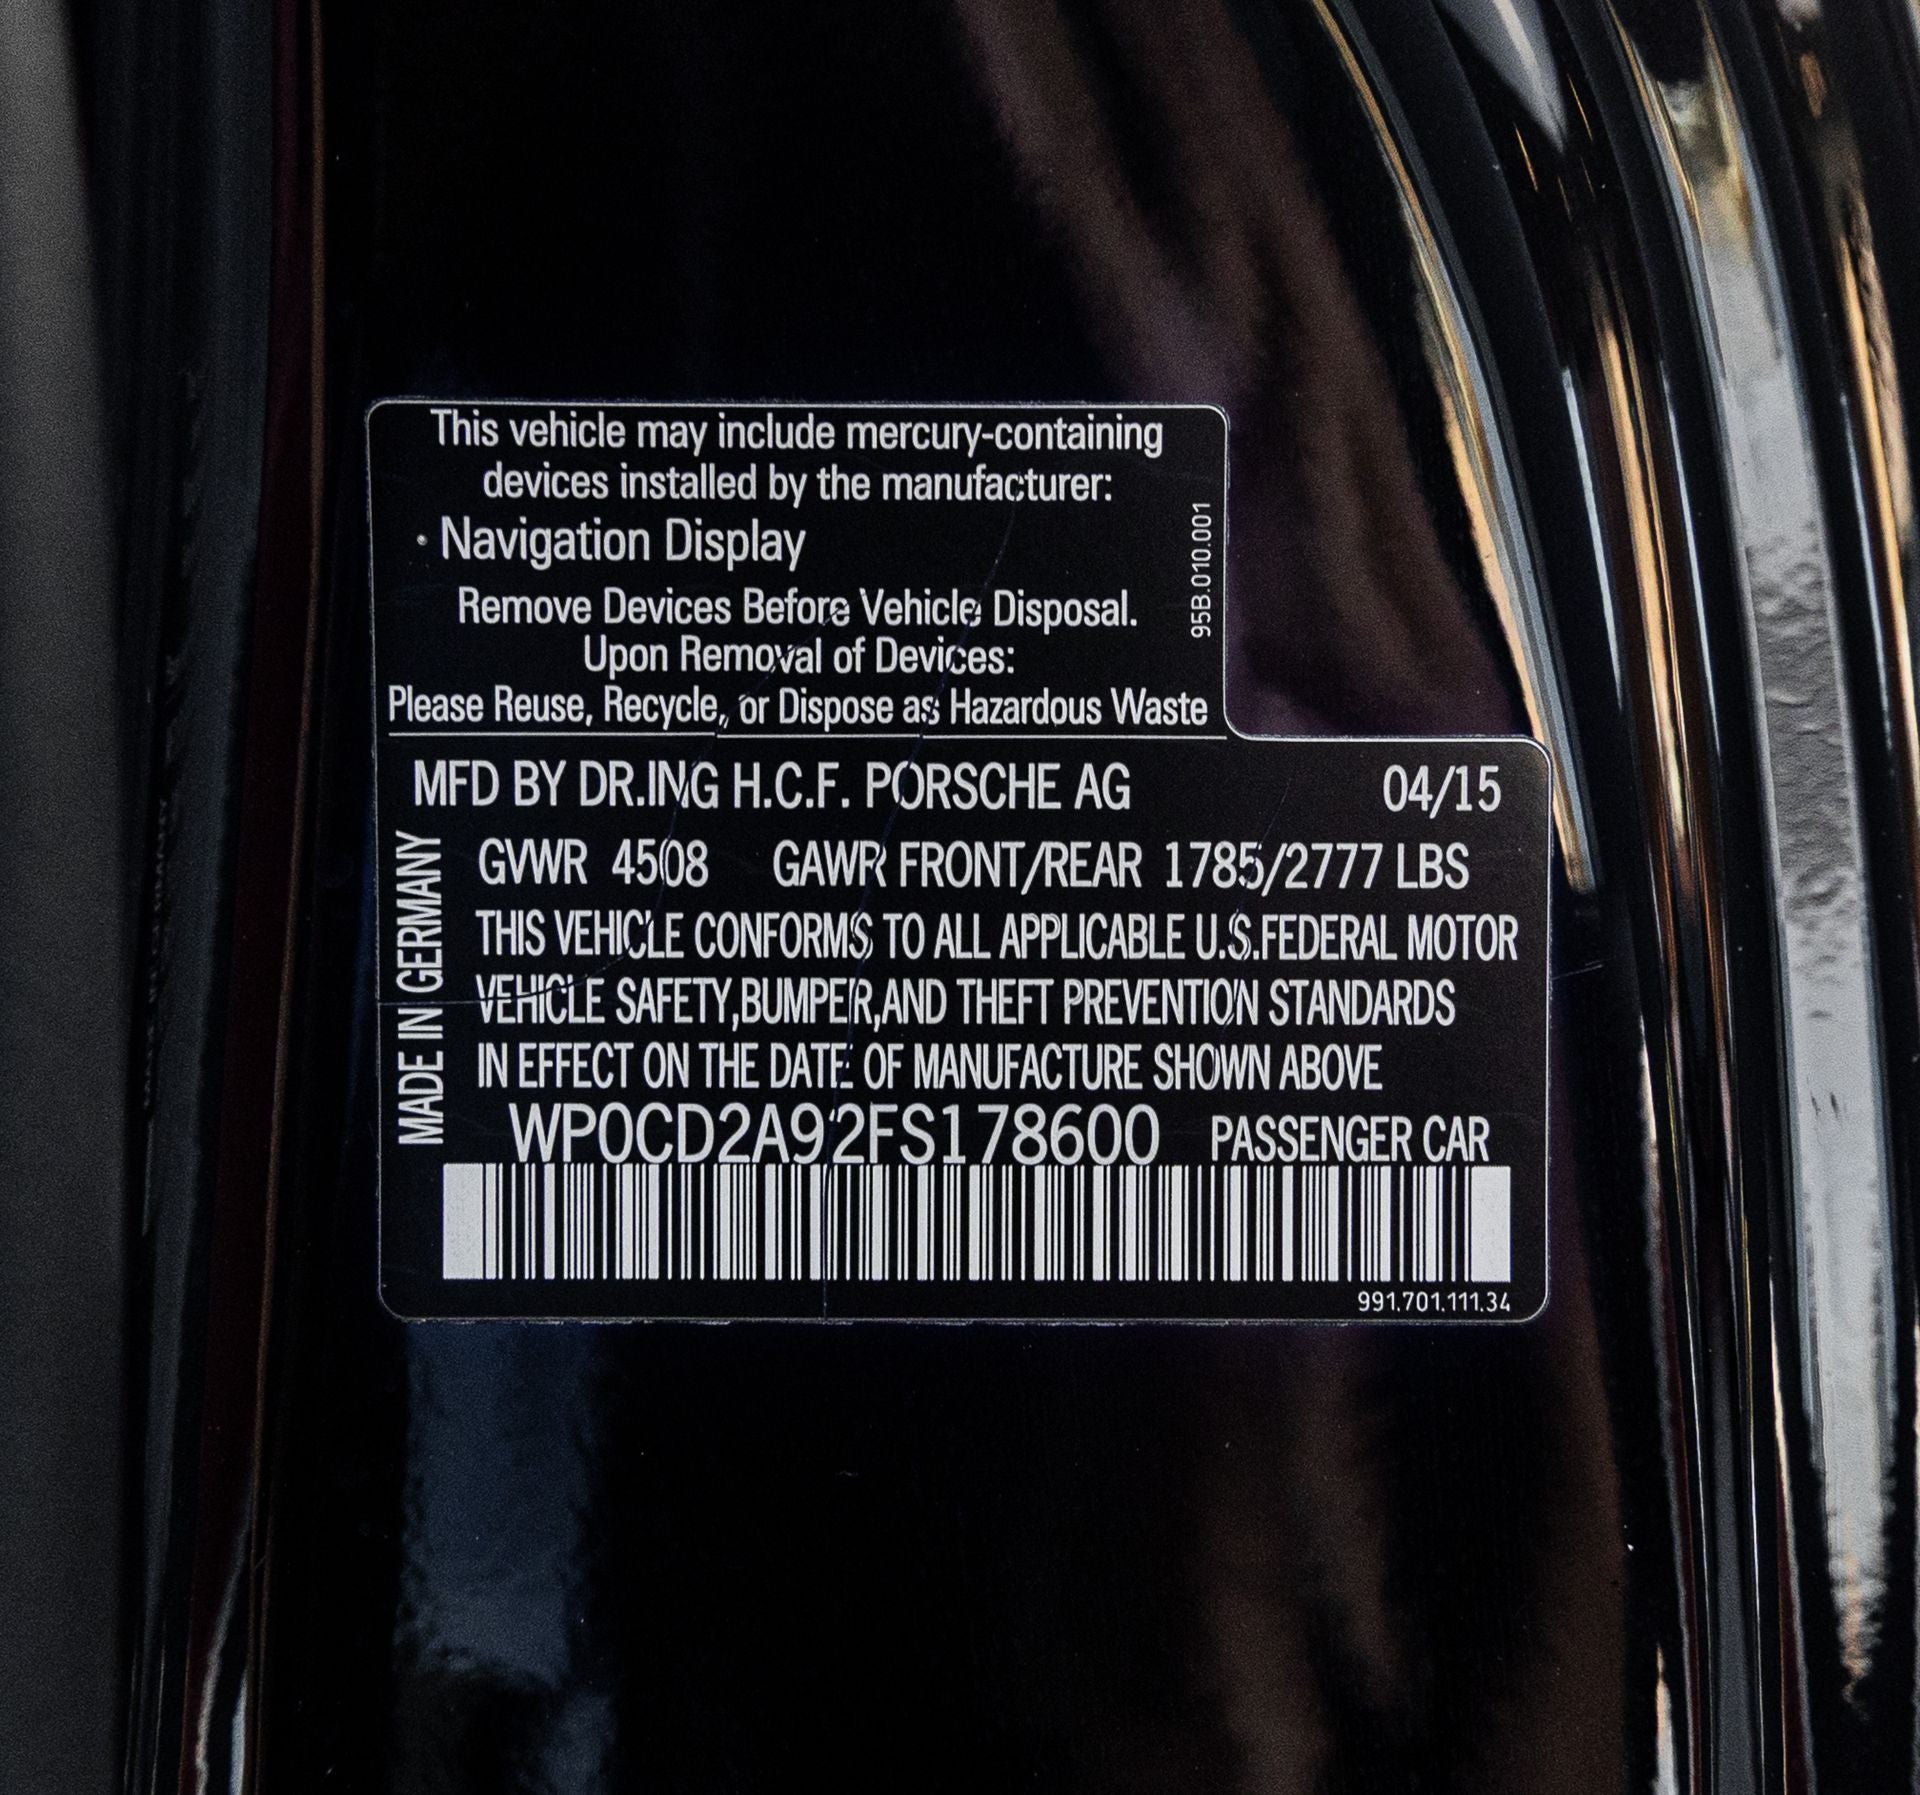 This vehicle may include mercury-containing
devices installed by the manufacturer:
· Navigation Display
Remove Devices Before Vehicle Disposal.
Upon Removal of Devices:
Please Reuse, Recycle, or Dispose as Hazardous Waste
95B.010.001
MFD BY DR.ING H.C.F. PORSCHE AG 04/15
GVWR 4508 GAWR FRONT/REAR 1785/2777 LBS
THIS VEHICLE CONFORMS TO ALL APPLICABLE U.S.FEDERAL MOTOR
VEHICLE SAFETY,BUMPER,AND THEFT PREVENTION STANDARDS
IN EFFECT ON THE DATE OF MANUFACTURE SHOWN ABOVE
MADE IN GERMANY
WP0CD2A92FS178600 PASSENGER CAR
991.701.111.34